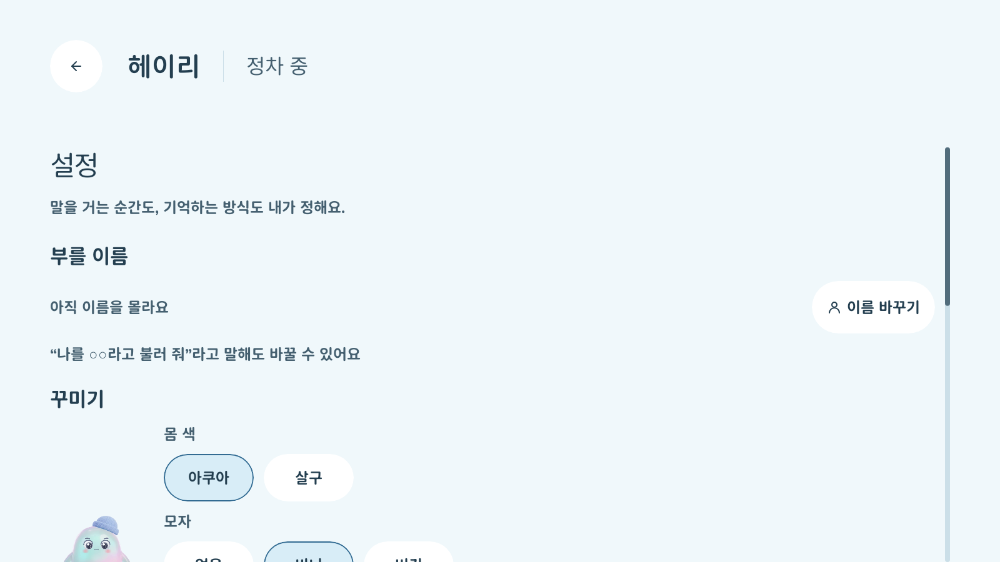 헤이리
정차 중
설정
말을 거는 순간도, 기억하는 방식도 내가 정해요.
부를 이름
아직 이름을 몰라요
이름 바꾸기
“나를 ○○라고 불러 줘”라고 말해도 바꿀 수 있어요
꾸미기
몸 색
아쿠아
살구
모자